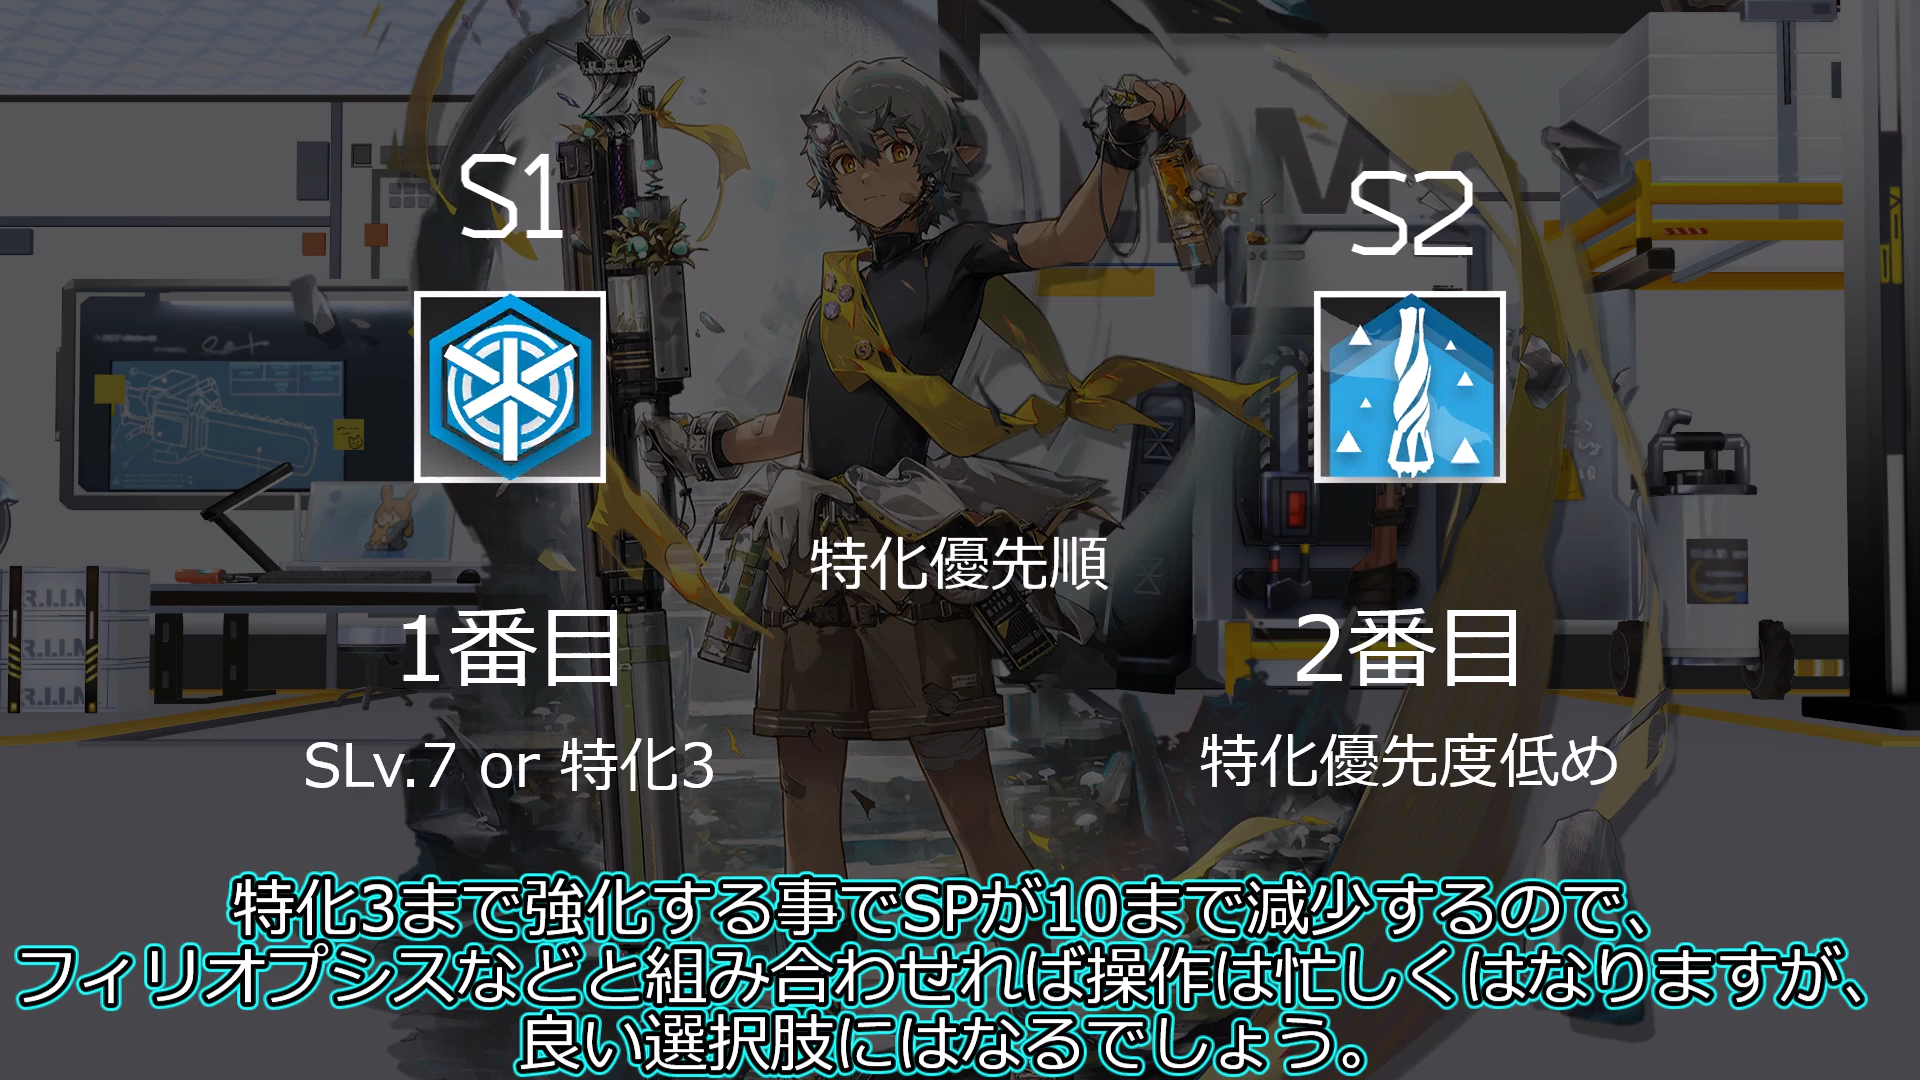 S1
S2
特化優先順
1番目
2番目
SLv.7 or 特化3
特化優先度低め
特化3まで強化する事でSPが10まで減少するので、
フィリオプシスなどと組み合わせれば操作は忙しくはなりますが、
良い選択肢にはなるでしょう。
R.I.I.M
R.I.I.M
R.I.I.M